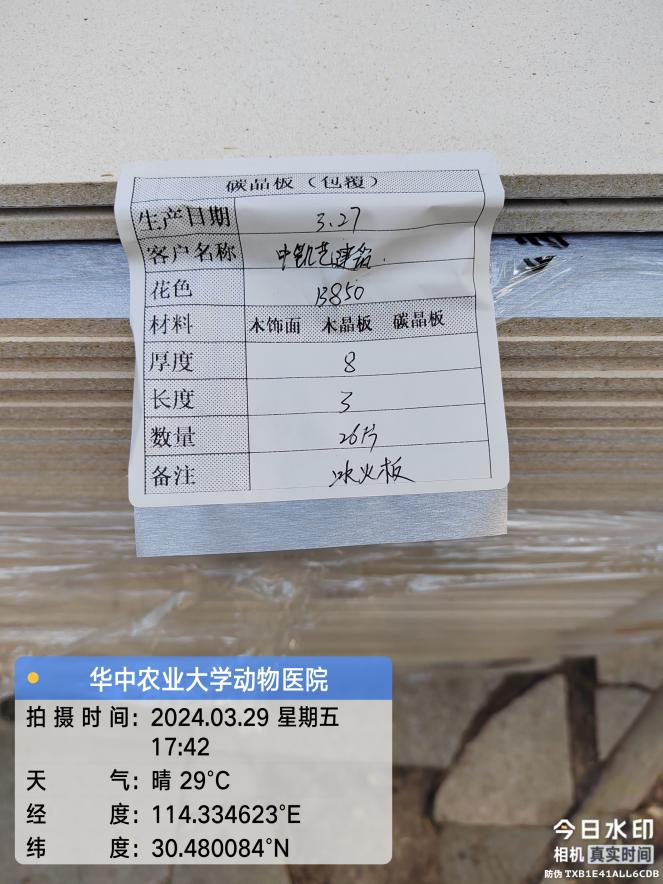 碳晶板（包覆）
生产日期 3.27
客户名称 中凯艺建筑
花色 B850
材料 木饰面 木晶板 碳晶板
厚度 8
长度 3
数量 26片
备注 冰火板
华中农业大学动物医院
拍摄时间：2024.03.29 星期五
17:42
天气：晴 29°C
经度：114.334623°E
纬度：30.480084°N
今日水印
相机 真实时间
防伪 TXB1E41ALL6CDB